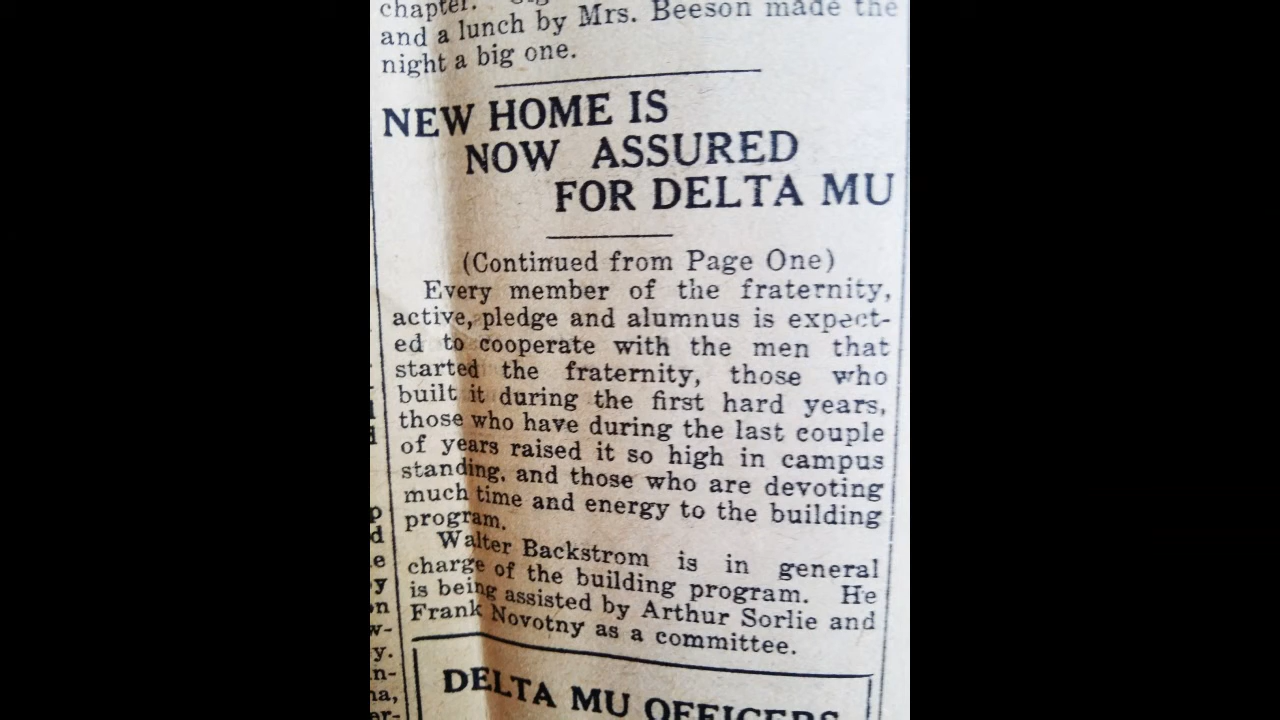 chapter.
and a lunch by Mrs. Beeson made the
night a big one.
NEW HOME IS
NOW ASSURED
FOR DELTA MU
(Continued from Page One)
Every member of the fraternity,
active, pledge and alumnus is expect-
ed to cooperate with the men that
started the fraternity, those who
built it during the first hard years,
those who have during the last couple
of years raised it so high in campus
standing, and those who are devoting
much time and energy to the building
program.
Walter Backstrom is in general
charge of the building program. He
is being assisted by Arthur Sorlie and
Frank Novotny as a committee.
DELTA MU OFFICERS